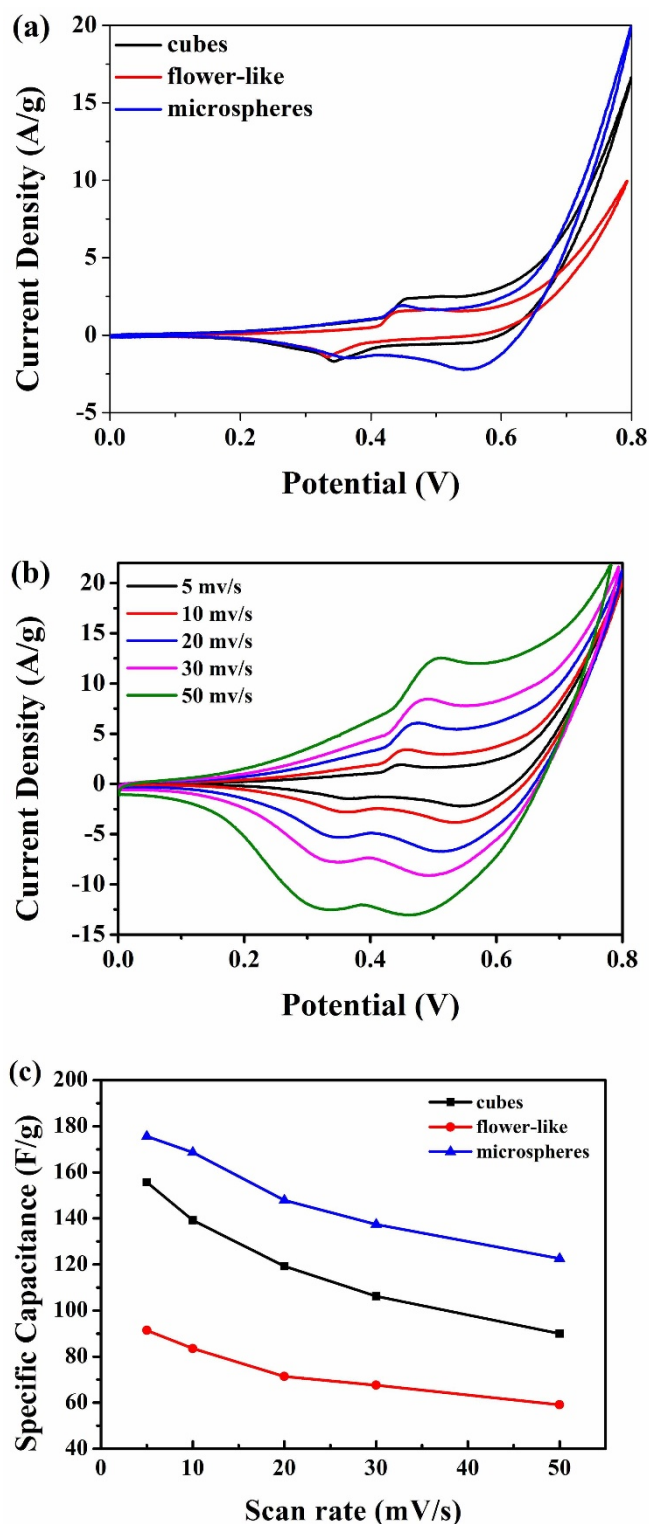 (a)
cubes
flower-like
microspheres
Current Density (A/g)
20
15
10
5
0
-5
0.0 0.2 0.4 0.6 0.8
Potential (V)
(b)
5 mv/s
10 mv/s
20 mv/s
30 mv/s
50 mv/s
Current Density (A/g)
20
15
10
5
0
-5
-10
-15
0.0 0.2 0.4 0.6 0.8
Potential (V)
(c)
cubes
flower-like
microspheres
Specific Capacitance (F/g)
200
180
160
140
120
100
80
60
40
0 10 20 30 40 50
Scan rate (mV/s)